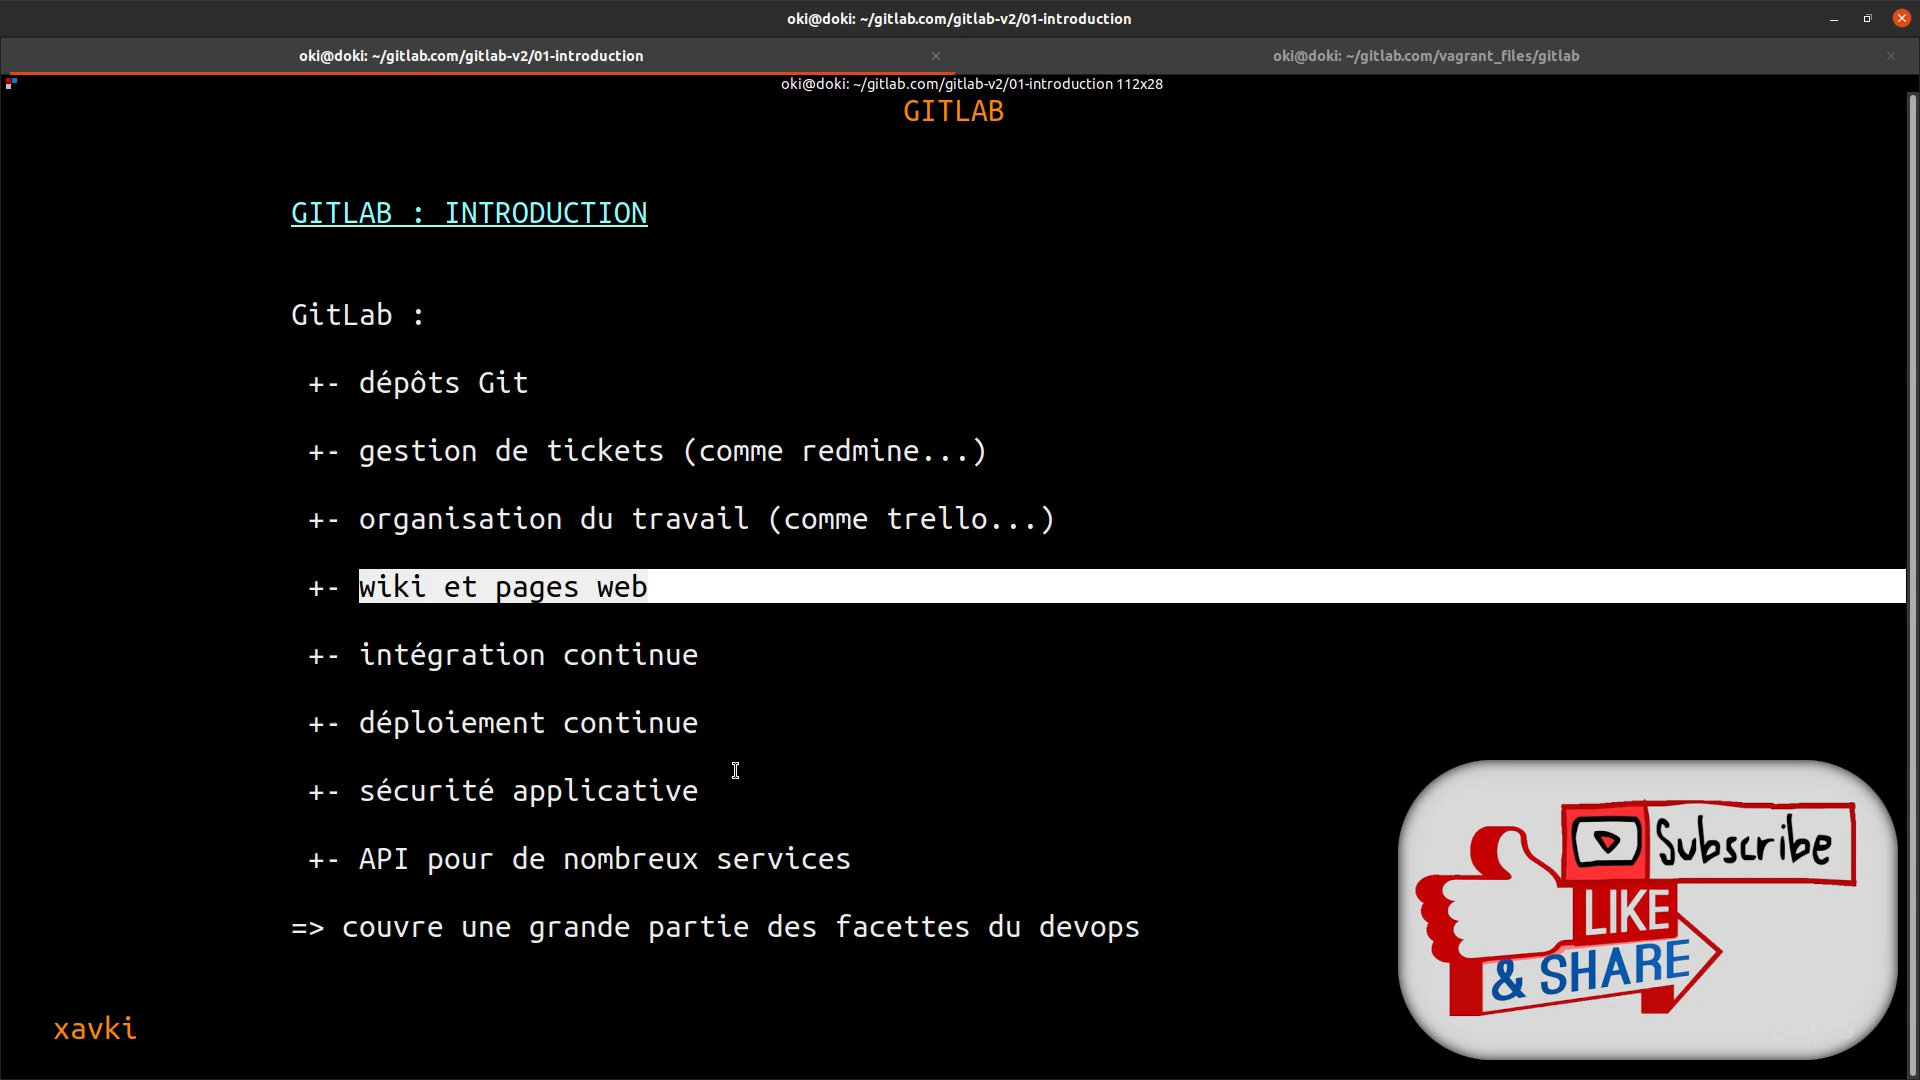 oki@doki: ~/gitlab.com/gitlab-v2/01-introduction
oki@doki: ~/gitlab.com/gitlab-v2/01-introduction
oki@doki: ~/gitlab.com/vagrant_files/gitlab
oki@doki: ~/gitlab.com/gitlab-v2/01-introduction 112x28
GITLAB
GITLAB : INTRODUCTION
GitLab :
+- dépôts Git
+- gestion de tickets (comme redmine...)
+- organisation du travail (comme trello...)
+- wiki et pages web
+- intégration continue
+- déploiement continue
+- sécurité applicative
+- API pour de nombreux services
=> couvre une grande partie des facettes du devops
Subscribe
LIKE
& SHARE
xavki